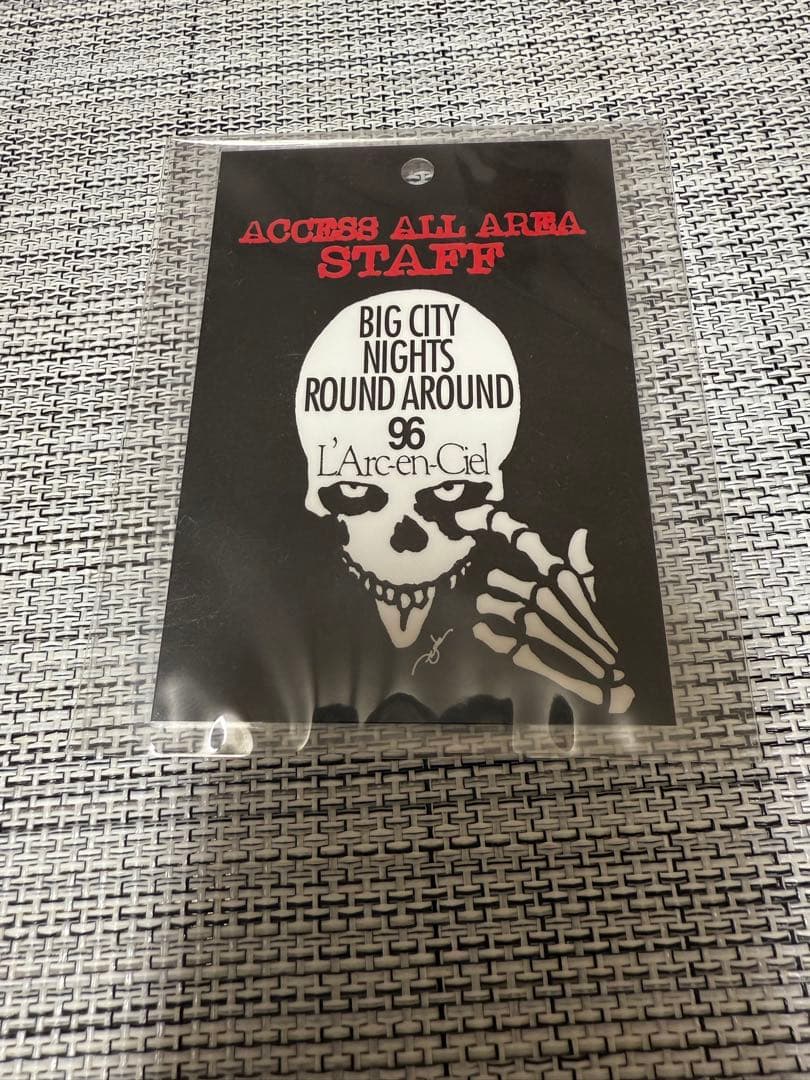 ACCESS ALL AREA
STAFF
BIG CITY
NIGHTS
ROUND AROUND
96
L'Arc-en-Ciel